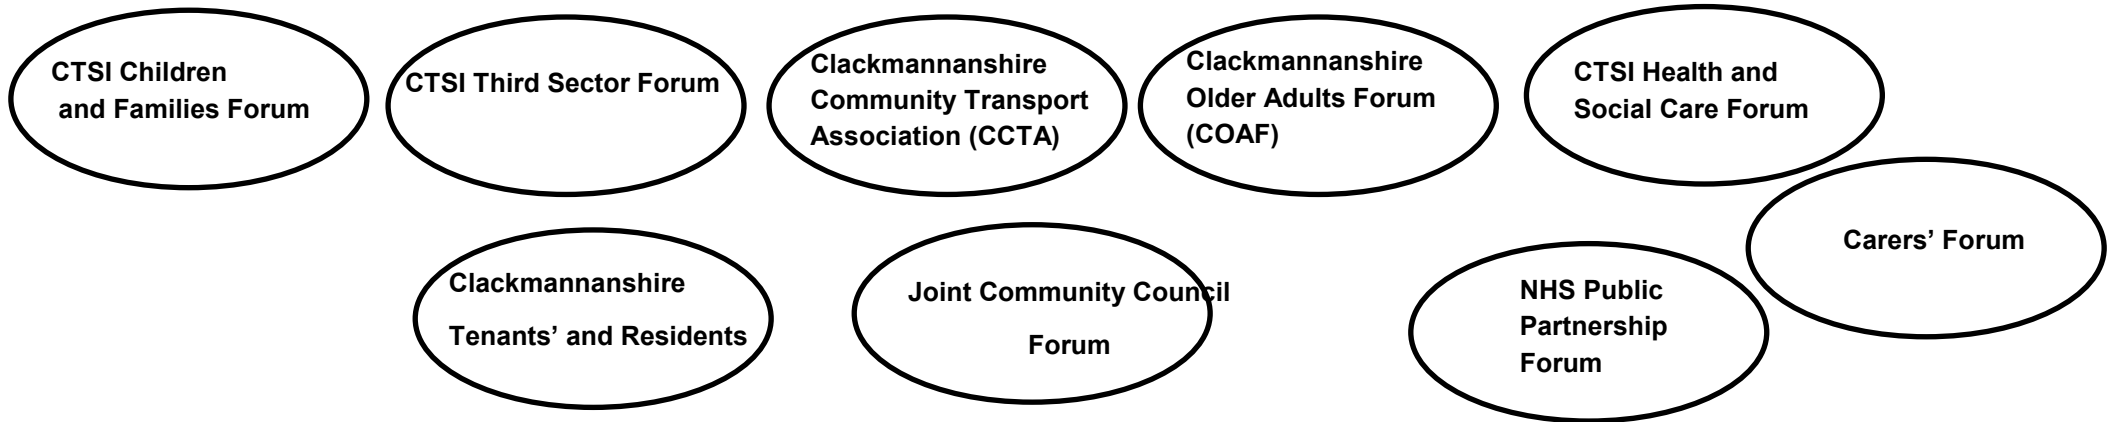 CTSI Children
and Families Forum
CTSI Third Sector Forum
Clackmannanshire
Community Transport
Association (CCTA)
Clackmannanshire
Older Adults Forum
(COAF)
CTSI Health and
Social Care Forum
Carers’ Forum
Clackmannanshire
Tenants’ and Residents
Joint Community Council
Forum
NHS Public
Partnership
Forum